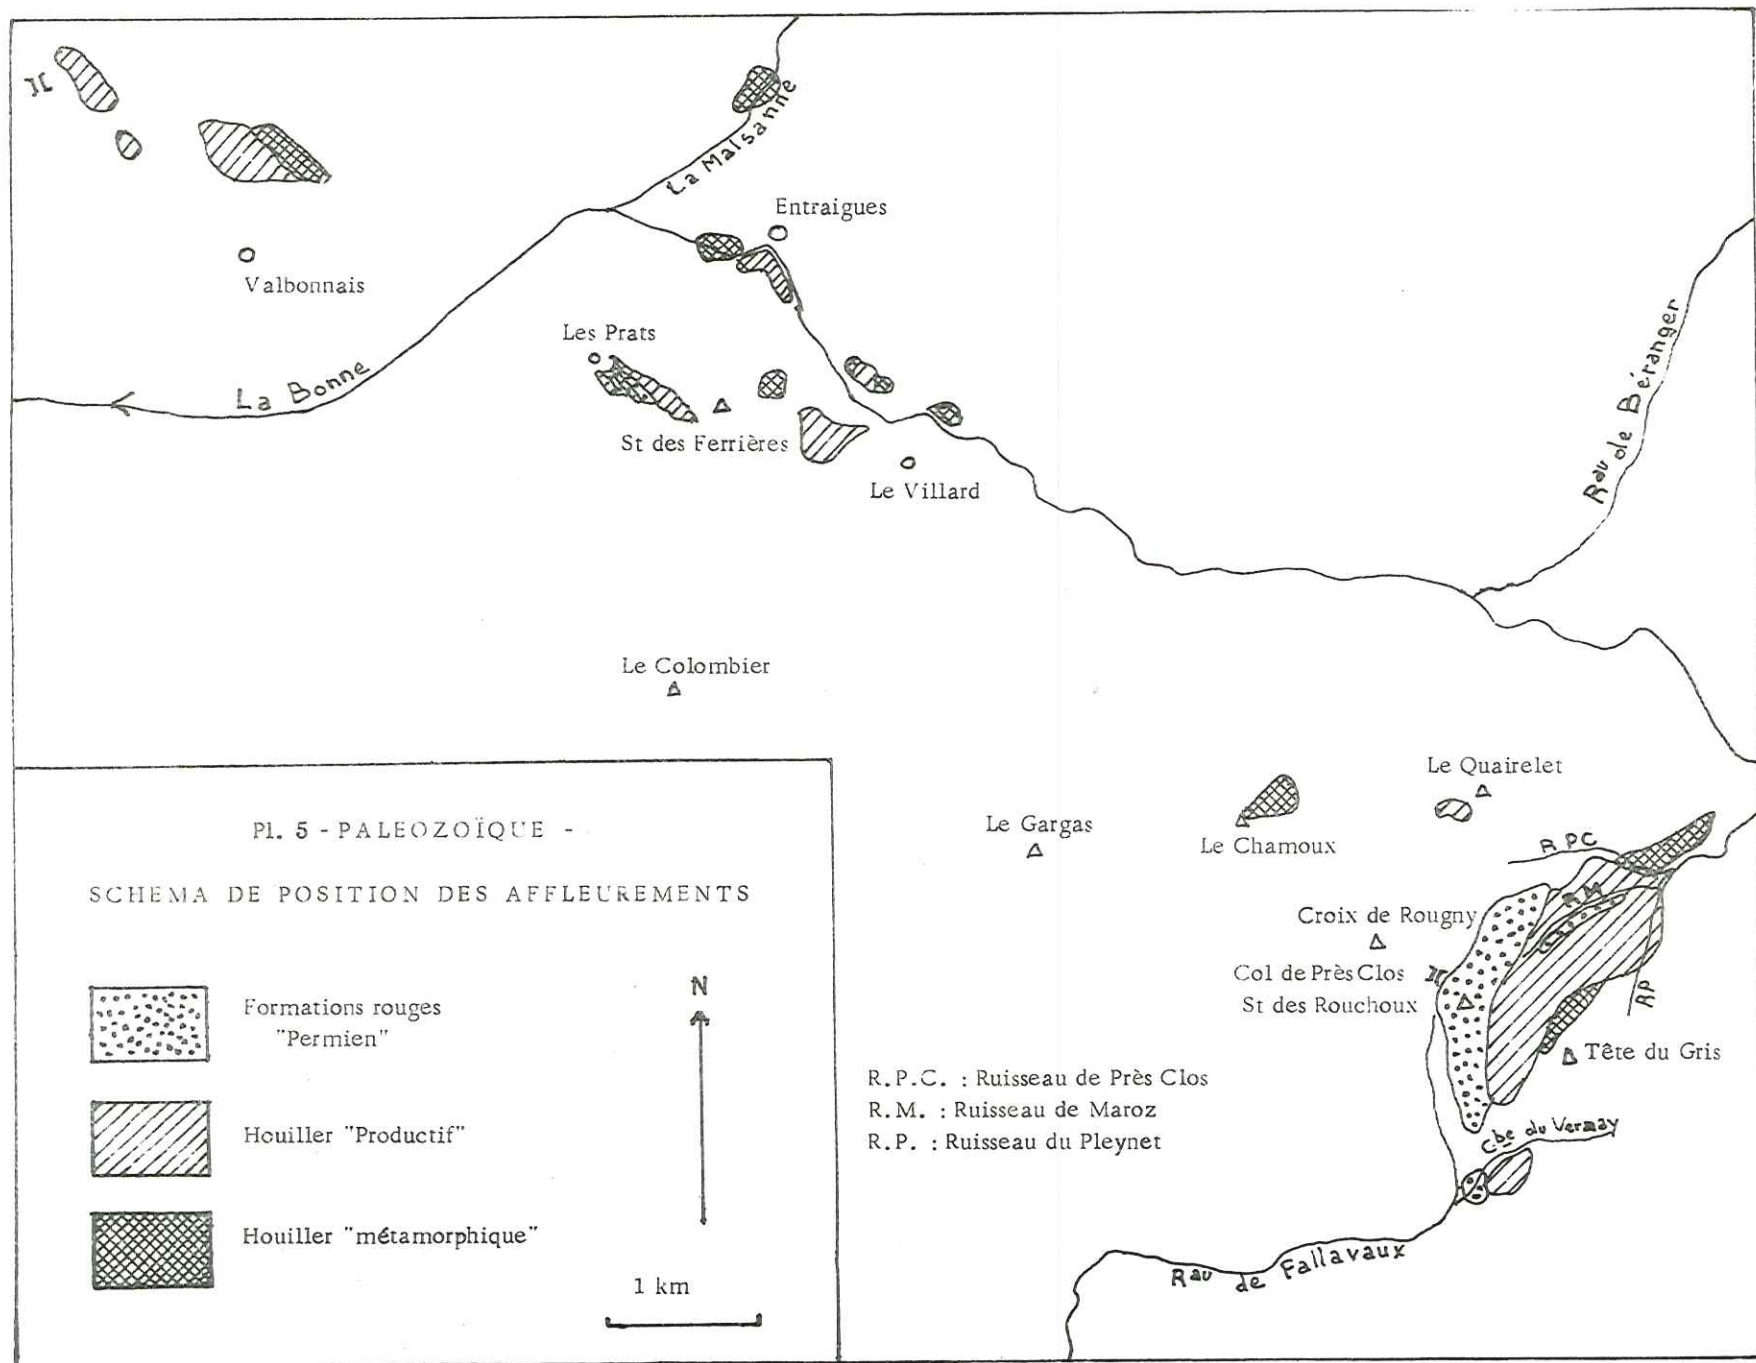 La Malsanne
Entraigues
Valbonnais
Les Prats
La Bonne
St des Ferrières
Le Villard
Rau de Béranger
Le Colombier
Le Quairelet
Le Gargas
Le Chamoux
R PC
R M
Croix de Rougny
Col de Près Clos
St des Rouchoux
RP
Tête du Gris
Cbe du Vernay
Rau de Fallavaux
R.P.C. : Ruisseau de Près Clos
R.M. : Ruisseau de Maroz
R.P. : Ruisseau du Pleynet
Pl. 5 - PALEOZOÏQUE -
SCHEMA DE POSITION DES AFFLEUREMENTS
Formations rouges
"Permien"
Houiller "Productif"
Houiller "métamorphique"
N
1 km